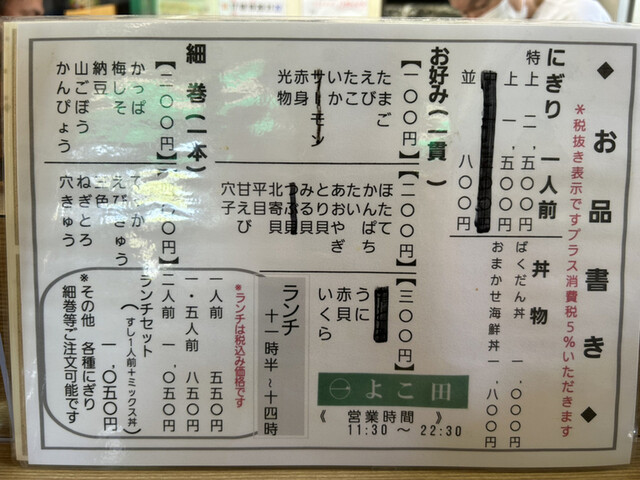 ◆ お品書き ◆
*税抜き表示ですプラス消費税5%いただきます
にぎり 一人前
特上 二、五〇〇円
上 一、五〇〇円
並 八〇〇円
丼物
ばくだん丼 一、〇〇〇円
おまかせ海鮮丼 一、八〇〇円
お好み(一貫)
【一〇〇円】
たまご
えび
たこ
いか
サーモン
赤身
光物
【二〇〇円】
ほたて
かんぱち
たい
あおやぎ
とり貝
みる貝
つぶ貝
北寄貝
平目
甘えび
穴子
【三〇〇円】
うに
赤貝
いくら
細巻(一本)
【二〇〇円】
かっぱ
梅しそ
納豆
山ごぼう
かんぴょう
えびきゅう
ねぎとろ
穴きゅう
ランチ
十一時半~十四時
*ランチは税込み価格です
一人前 五五〇円
一・五人前 八五〇円
二人前 一、〇五〇円
ランチセット
(すし1人前+ミックス丼)
一、〇五〇円
*その他 各種にぎり
細巻等ご注文可能です
㊀ よこ田
《 営業時間 》
11:30 ~ 22:30